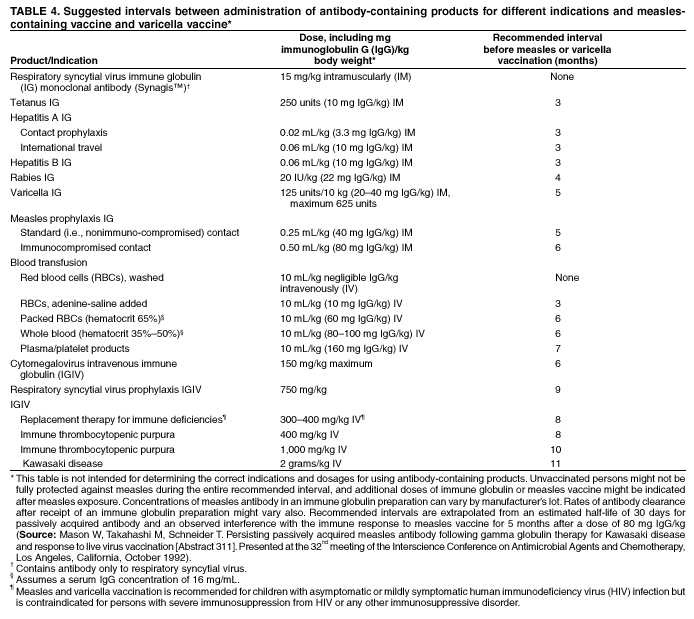 TABLE 4. Suggested intervals between administration of antibody-containing products for different indications and measles-
containing vaccine and varicella vaccine*
Dose, including mg Recommended interval
immunoglobulin G (IgG)/kg before measles or varicella
Product/Indication body weight* vaccination (months)
Respiratory syncytial virus immune globulin 15 mg/kg intramuscularly (IM) None
(IG) monoclonal antibody (Synagis™)†
Tetanus IG 250 units (10 mg IgG/kg) IM 3
Hepatitis A IG
Contact prophylaxis 0.02 mL/kg (3.3 mg IgG/kg) IM 3
International travel 0.06 mL/kg (10 mg IgG/kg) IM 3
Hepatitis B IG 0.06 mL/kg (10 mg IgG/kg) IM 3
Rabies IG 20 IU/kg (22 mg IgG/kg) IM 4
Varicella IG 125 units/10 kg (20–40 mg IgG/kg) IM, 5
maximum 625 units
Measles prophylaxis IG
Standard (i.e., nonimmuno-compromised) contact 0.25 mL/kg (40 mg IgG/kg) IM 5
Immunocompromised contact 0.50 mL/kg (80 mg IgG/kg) IM 6
Blood transfusion
Red blood cells (RBCs), washed 10 mL/kg negligible IgG/kg None
intravenously (IV)
RBCs, adenine-saline added 10 mL/kg (10 mg IgG/kg) IV 3
Packed RBCs (hematocrit 65%)§ 10 mL/kg (60 mg IgG/kg) IV 6
Whole blood (hematocrit 35%–50%)§ 10 mL/kg (80–100 mg IgG/kg) IV 6
Plasma/platelet products 10 mL/kg (160 mg IgG/kg) IV 7
Cytomegalovirus intravenous immune 150 mg/kg maximum 6
globulin (IGIV)
Respiratory syncytial virus prophylaxis IGIV 750 mg/kg 9
IGIV
Replacement therapy for immune deficiencies¶ 300–400 mg/kg IV¶ 8
Immune thrombocytopenic purpura 400 mg/kg IV 8
Immune thrombocytopenic purpura 1,000 mg/kg IV 10
Kawasaki disease 2 grams/kg IV 11
* This table is not intended for determining the correct indications and dosages for using antibody-containing products. Unvaccinated persons might not be
fully protected against measles during the entire recommended interval, and additional doses of immune globulin or measles vaccine might be indicated
after measles exposure. Concentrations of measles antibody in an immune globulin preparation can vary by manufacturer's lot. Rates of antibody clearance
after receipt of an immune globulin preparation might vary also. Recommended intervals are extrapolated from an estimated half-life of 30 days for
passively acquired antibody and an observed interference with the immune response to measles vaccine for 5 months after a dose of 80 mg IgG/kg
(Source: Mason W, Takahashi M, Schneider T. Persisting passively acquired measles antibody following gamma globulin therapy for Kawasaki disease
and response to live virus vaccination [Abstract 311]. Presented at the 32nd meeting of the Interscience Conference on Antimicrobial Agents and Chemotherapy,
Los Angeles, California, October 1992).
† Contains antibody only to respiratory syncytial virus.
§ Assumes a serum IgG concentration of 16 mg/mL.
¶ Measles and varicella vaccination is recommended for children with asymptomatic or mildly symptomatic human immunodeficiency virus (HIV) infection but
is contraindicated for persons with severe immunosuppression from HIV or any other immunosuppressive disorder.